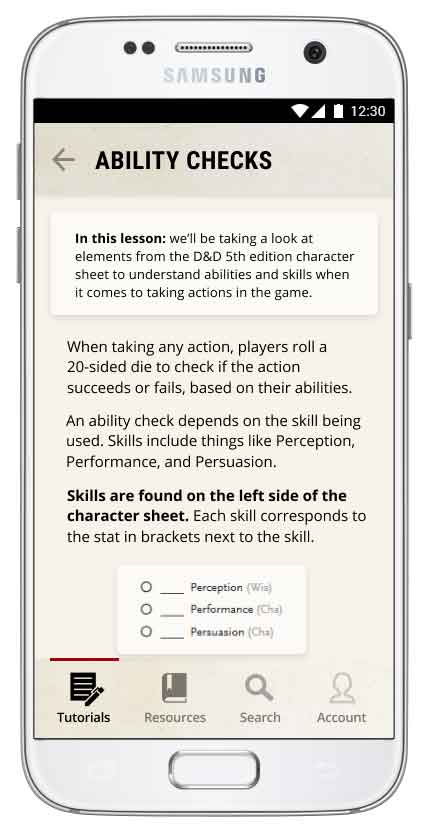 SAMSUNG
12:30
ABILITY CHECKS
In this lesson: we'll be taking a look at
elements from the D&D 5th edition character
sheet to understand abilities and skills when
it comes to taking actions in the game.
When taking any action, players roll a
20-sided die to check if the action
succeeds or fails, based on their abilities.
An ability check depends on the skill being
used. Skills include things like Perception,
Performance, and Persuasion.
Skills are found on the left side of the
character sheet. Each skill corresponds to
the stat in brackets next to the skill.
Perception (Wis)
Performance (Cha)
Persuasion (Cha)
Tutorials Resources Search Account